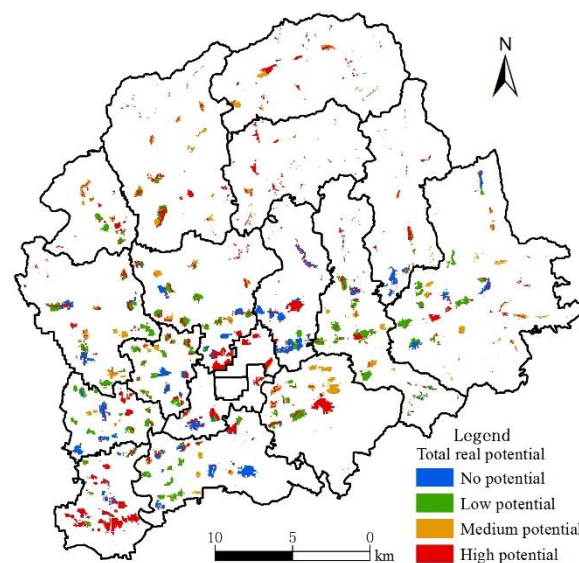 N
Legend
Total real potential
No potential
Low potential
Medium potential
High potential
10 5 0
km